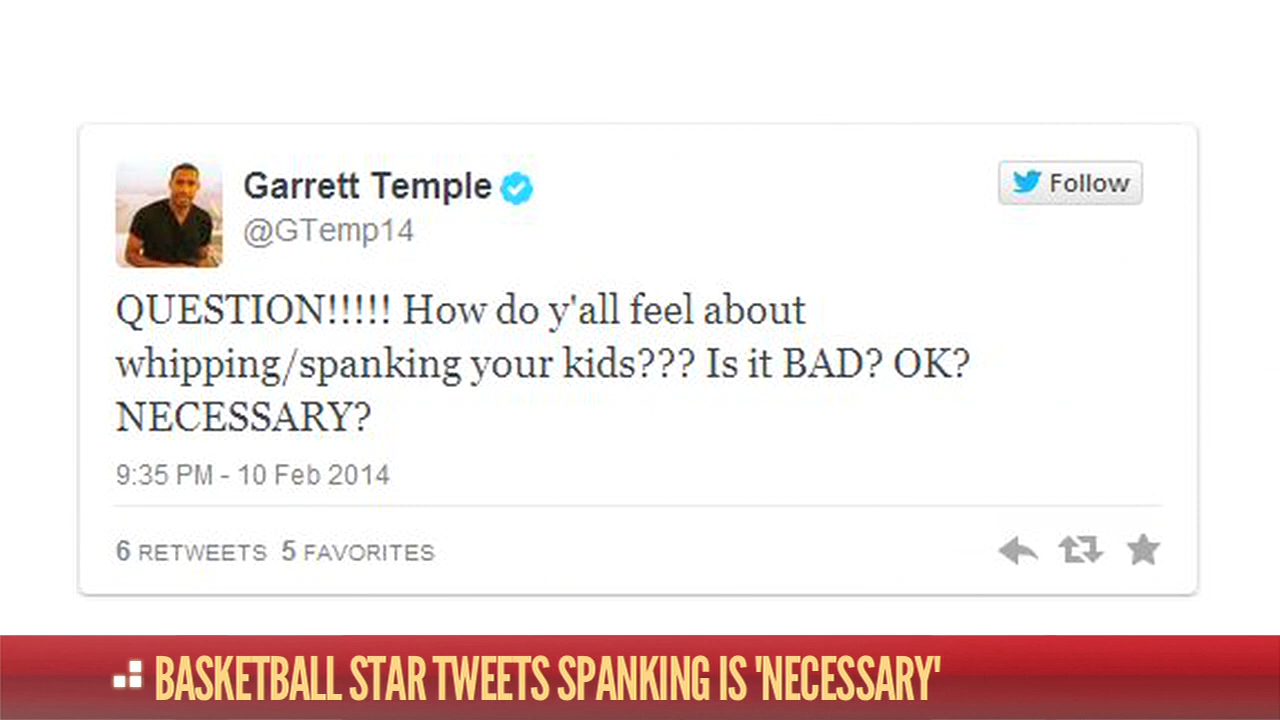 Garrett Temple
@GTemp14
Follow
QUESTION!!!!! How do y'all feel about
whipping/spanking your kids??? Is it BAD? OK?
NECESSARY?
9:35 PM - 10 Feb 2014
6 RETWEETS 5 FAVORITES
BASKETBALL STAR TWEETS SPANKING IS 'NECESSARY'